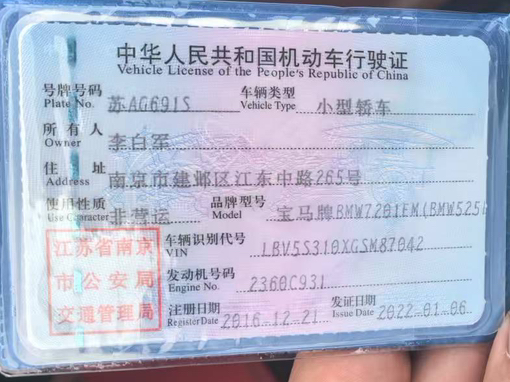 中华人民共和国机动车行驶证
Vehicle License of the People's Republic of China
号牌号码 Plate No. 苏AG691S 车辆类型 Vehicle Type 小型轿车
所有人 Owner 李白军
住址 Address 南京市建邺区江东中路265号
使用性质 Use Character 非营运 品牌型号 Model 宝马牌BMW7201EM(BMW525
江苏省南京市公安局交通管理局
车辆识别代号 VIN LBV5S310XGSM87042
发动机号码 Engine No. 2360C931
注册日期 Register Date 2016-12-21 发证日期 Issue Date 2022-01-06